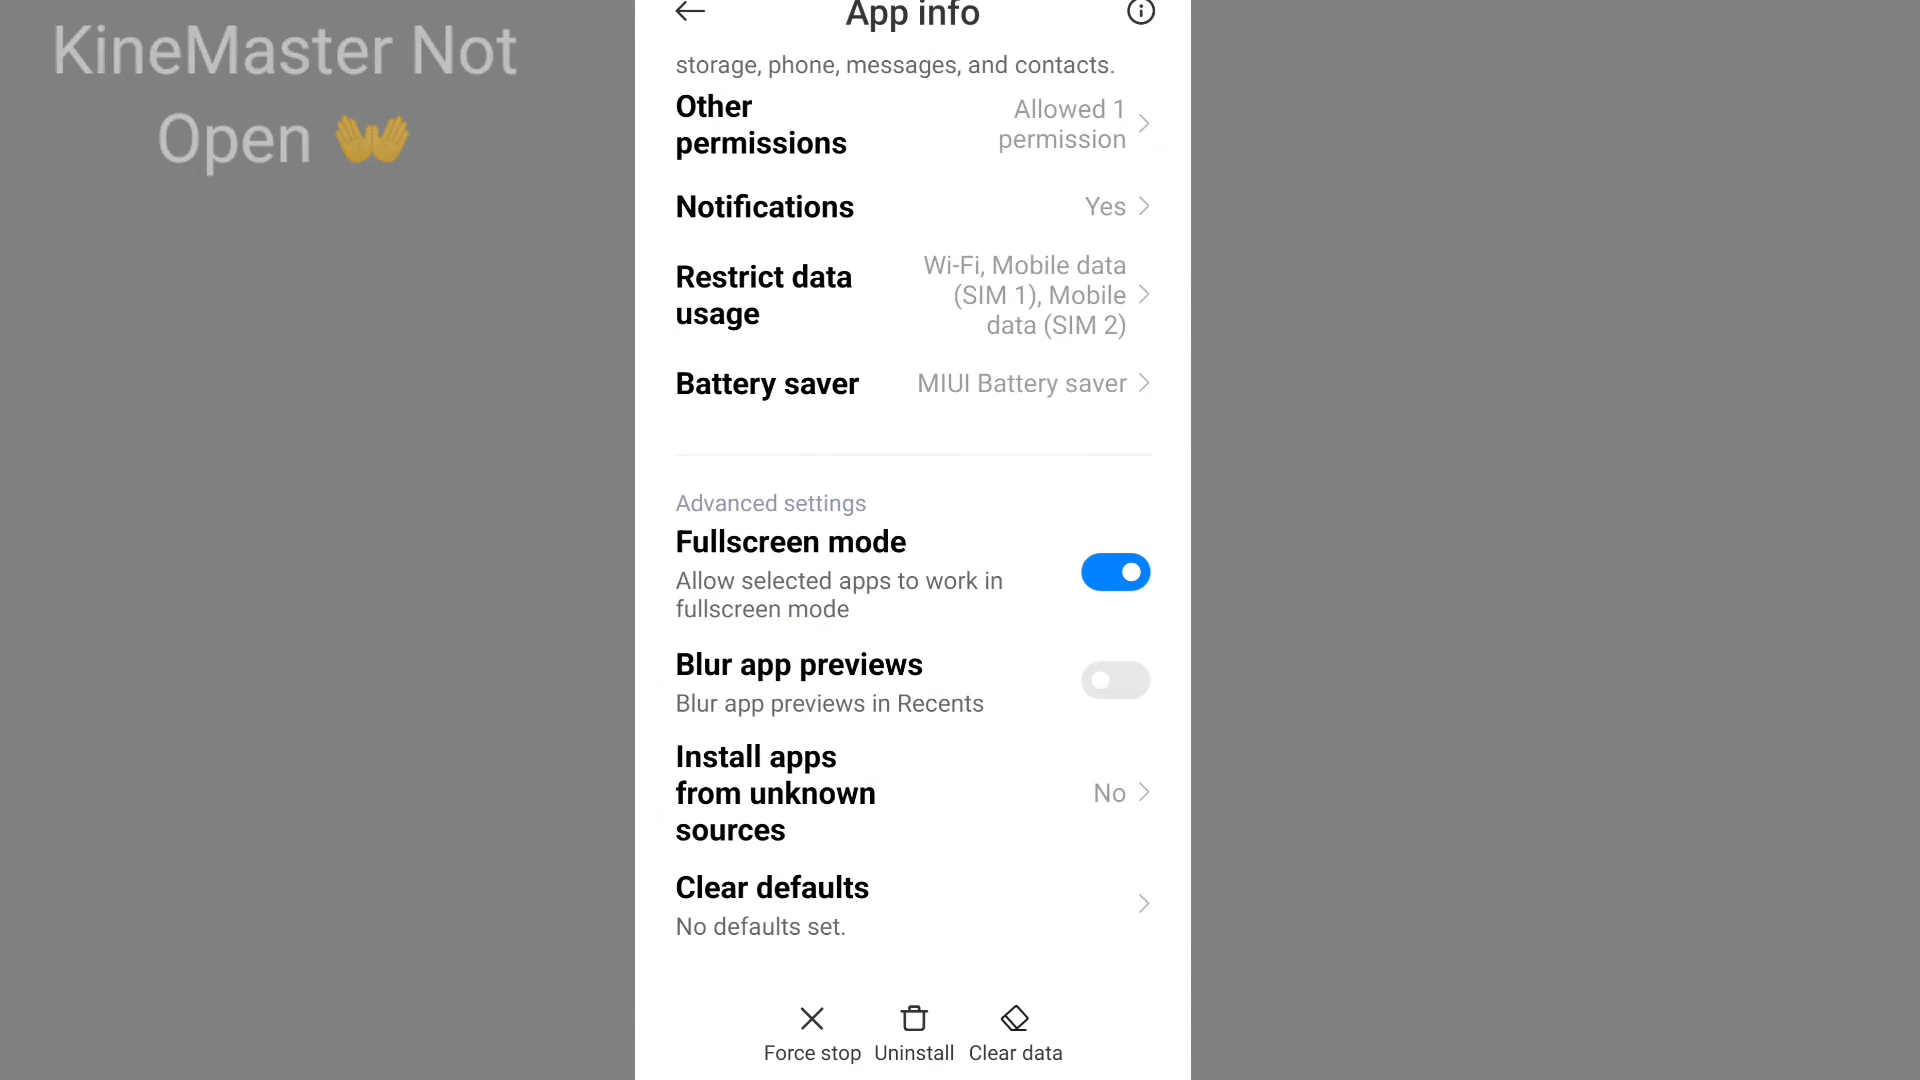 KineMaster Not
Open 👐
App info
storage, phone, messages, and contacts.
Other
permissions
Allowed 1
permission
Notifications
Yes
Restrict data
usage
Wi-Fi, Mobile data
(SIM 1), Mobile
data (SIM 2)
Battery saver
MIUI Battery saver
Advanced settings
Fullscreen mode
Allow selected apps to work in
fullscreen mode
Blur app previews
Blur app previews in Recents
Install apps
from unknown
sources
No
Clear defaults
No defaults set.
Force stop Uninstall Clear data